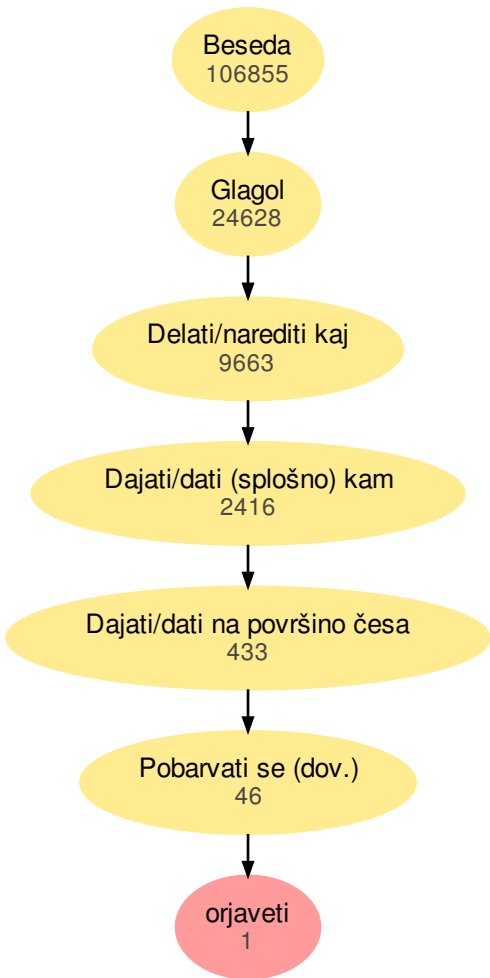 Beseda
106855
Glagol
24628
Delati/narediti kaj
9663
Dajati/dati (splošno) kam
2416
Dajati/dati na površino česa
433
Pobarvati se (dov.)
46
orjaveti
1